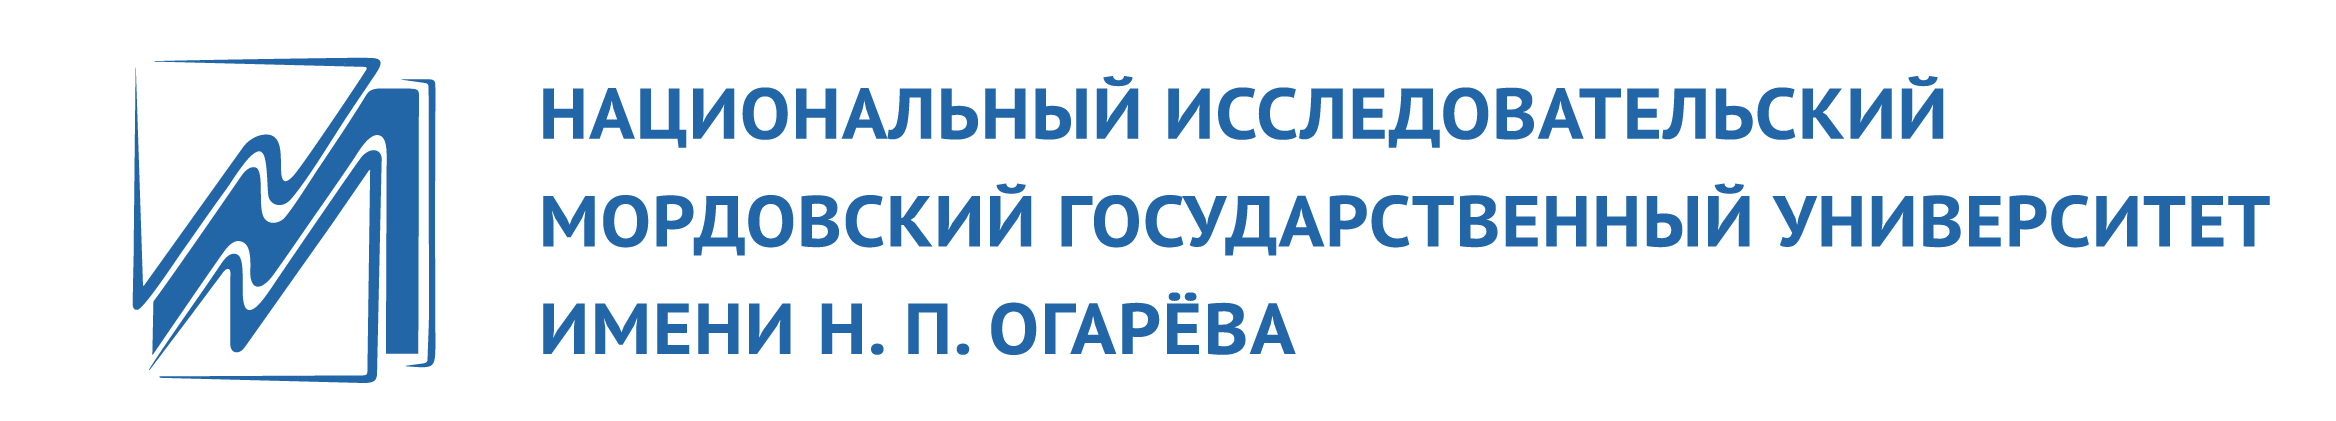 НАЦИОНАЛЬНЫЙ ИССЛЕДОВАТЕЛЬСКИЙ
МОРДОВСКИЙ ГОСУДАРСТВЕННЫЙ УНИВЕРСИТЕТ
ИМЕНИ Н. П. ОГАРЁВА